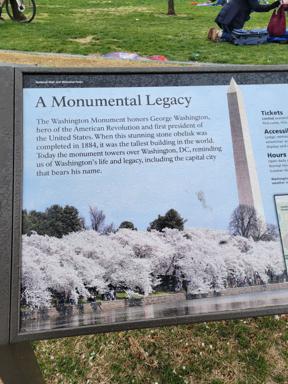 National Mall and Memorial Parks
A Monumental Legacy
The Washington Monument honors George Washington,
hero of the American Revolution and first president of
the United States. When this stunning stone obelisk was
completed in 1884, it was the tallest building in the world.
Today the monument towers over Washington, DC, reminding
us of Washington's life and legacy, including the capital city
that bears his name.
Tickets
Accessi
Hours